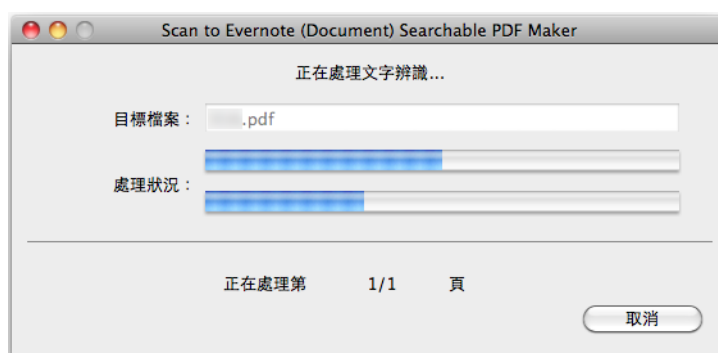 Scan to Evernote (Document) Searchable PDF Maker
正在處理文字辨識...
目標檔案：
.pdf
處理狀況：
正在處理第 1/1 頁
取消